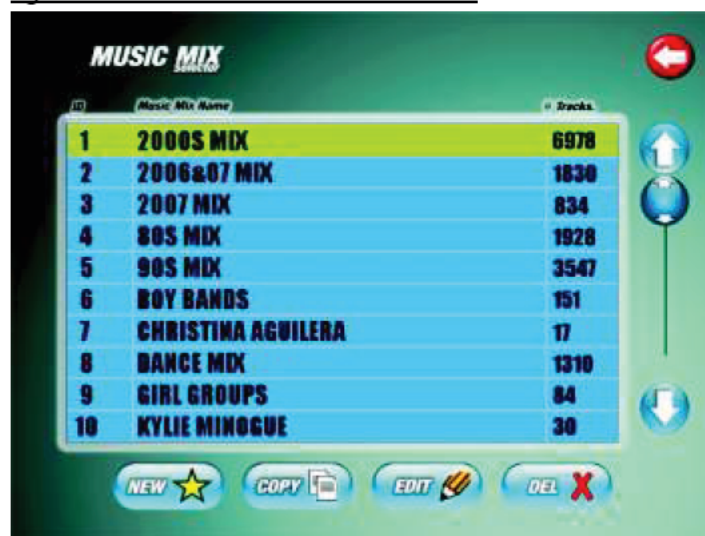 MUSIC MIX
Selector
ID Music Mix Name # Tracks
1 2000S MIX 6978
2 2006&07 MIX 1830
3 2007 MIX 834
4 80S MIX 1928
5 90S MIX 3547
6 BOY BANDS 151
7 CHRISTINA AGUILERA 17
8 DANCE MIX 1310
9 GIRL GROUPS 84
10 KYLIE MINOGUE 30
NEW COPY EDIT DEL